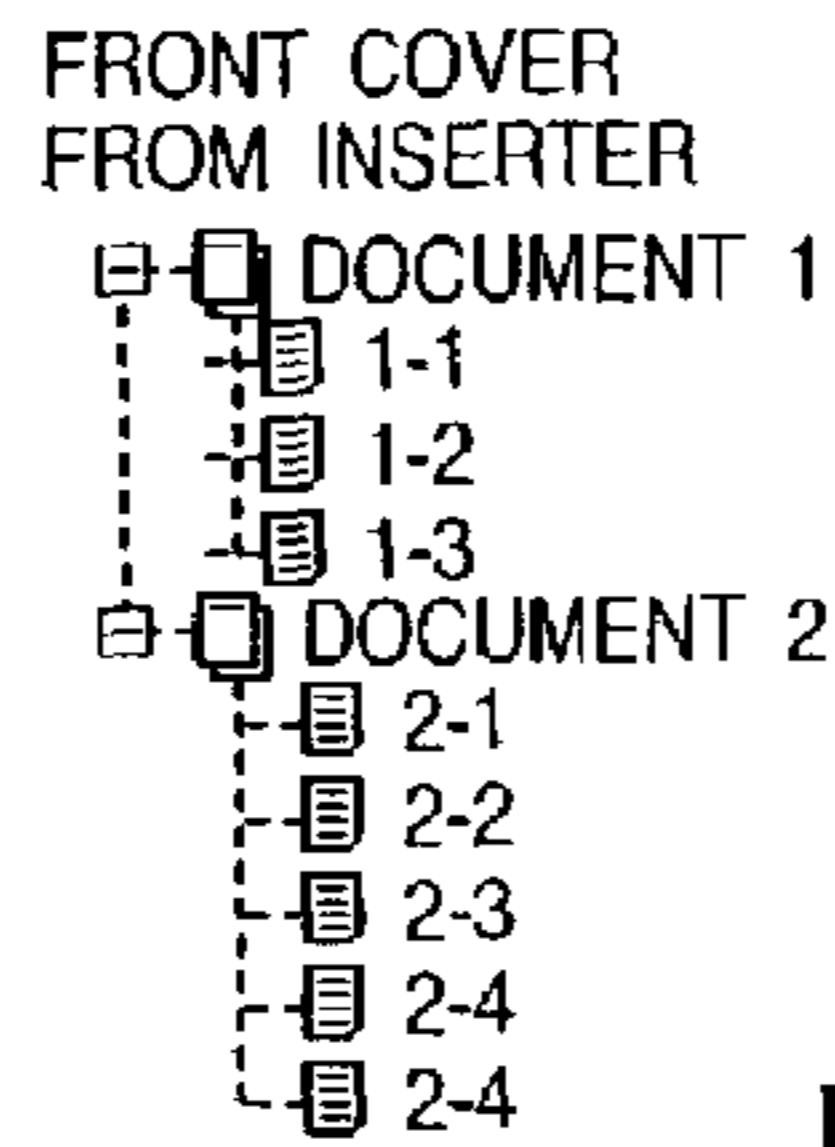 FRONT COVER
FROM INSERTER
DOCUMENT 1
1-1
1-2
1-3
DOCUMENT 2
2-1
2-2
2-3
2-4
2-4